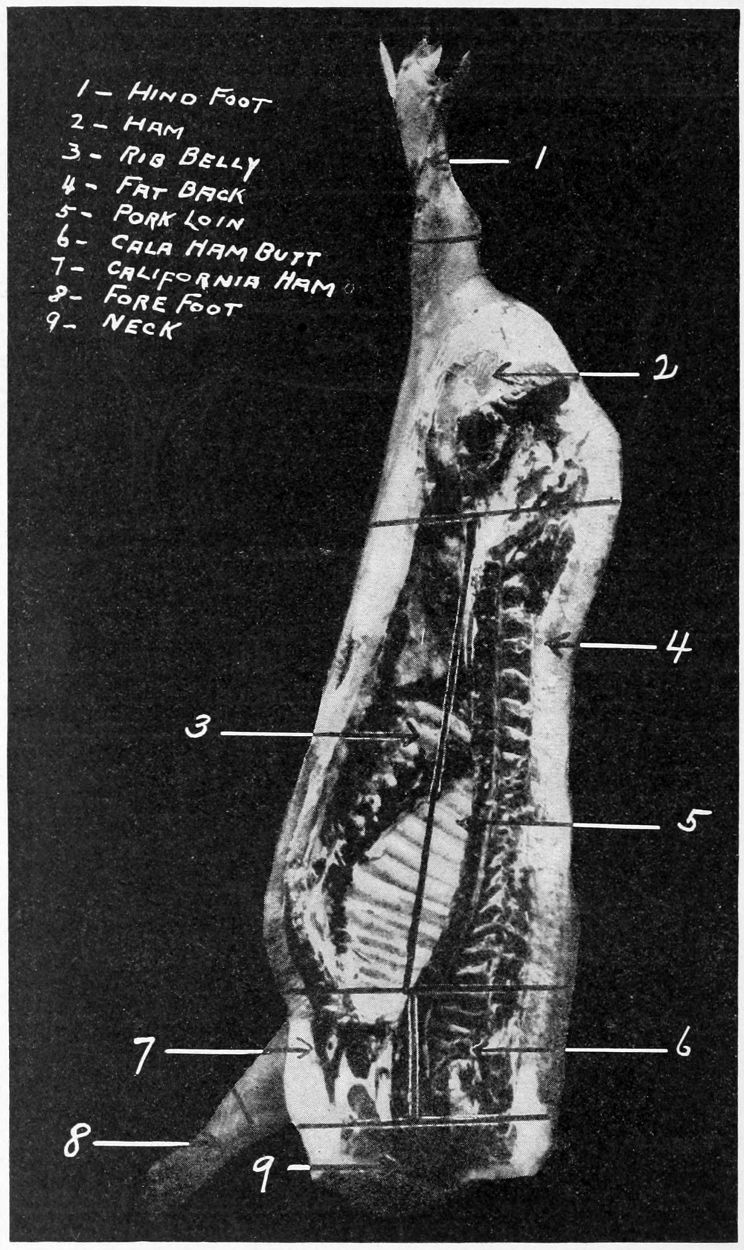 1 - HIND FOOT
2 - HAM
3 - RIB BELLY
4 - FAT BACK
5 - PORK LOIN
6 - CALA HAM BUTT
7 - CALIFORNIA HAM
8 - FORE FOOT
9 - NECK
1
2
4
3
5
7
6
8
9